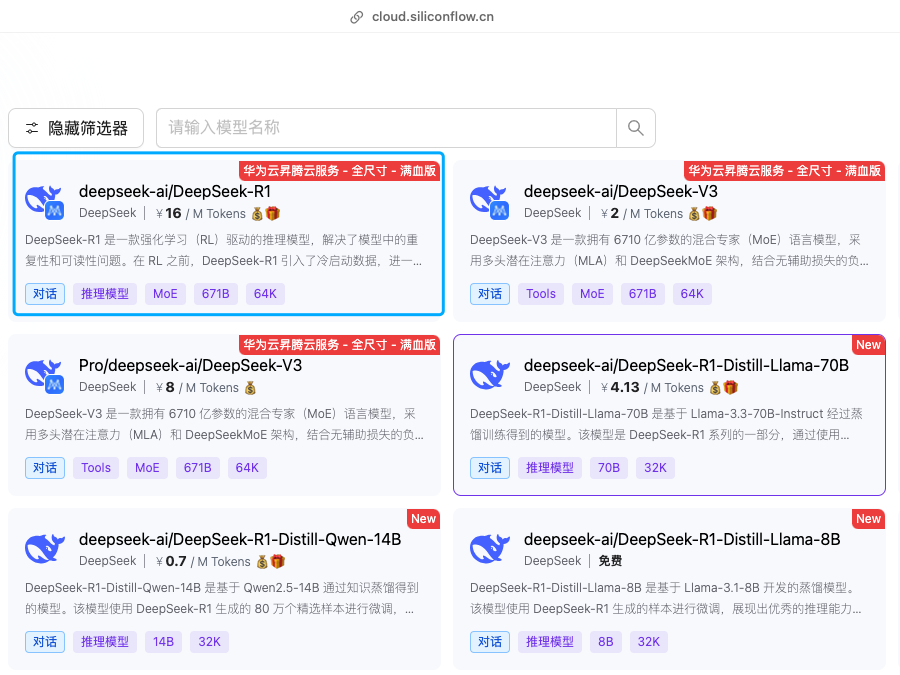 cloud.siliconflow.cn
隐藏筛选器
请输入模型名称
华为云昇腾云服务 - 全尺寸 - 满血版
deepseek-ai/DeepSeek-R1
DeepSeek | ¥ 16 / M Tokens
DeepSeek-R1 是一款强化学习（RL）驱动的推理模型，解决了模型中的重
复性和可读性问题。在 RL 之前，DeepSeek-R1 引入了冷启动数据，进一...
对话 推理模型 MoE 671B 64K
华为云昇腾云服务 - 全尺寸 - 满血版
deepseek-ai/DeepSeek-V3
DeepSeek | ¥ 2 / M Tokens
DeepSeek-V3 是一款拥有 6710 亿参数的混合专家（MoE）语言模型，采
用多头潜在注意力（MLA）和 DeepSeekMoE 架构，结合无辅助损失的负...
对话 Tools MoE 671B 64K
华为云昇腾云服务 - 全尺寸 - 满血版
Pro/deepseek-ai/DeepSeek-V3
DeepSeek | ¥ 8 / M Tokens
DeepSeek-V3 是一款拥有 6710 亿参数的混合专家（MoE）语言模型，采
用多头潜在注意力（MLA）和 DeepSeekMoE 架构，结合无辅助损失的负...
对话 Tools MoE 671B 64K
New
deepseek-ai/DeepSeek-R1-Distill-Llama-70B
DeepSeek | ¥ 4.13 / M Tokens
DeepSeek-R1-Distill-Llama-70B 是基于 Llama-3.3-70B-Instruct 经过蒸
馏训练得到的模型。该模型是 DeepSeek-R1 系列的一部分，通过使用...
对话 推理模型 70B 32K
New
deepseek-ai/DeepSeek-R1-Distill-Qwen-14B
DeepSeek | ¥ 0.7 / M Tokens
DeepSeek-R1-Distill-Qwen-14B 是基于 Qwen2.5-14B 通过知识蒸馏得到
的模型。该模型使用 DeepSeek-R1 生成的 80 万个精选样本进行微调，...
对话 推理模型 14B 32K
New
deepseek-ai/DeepSeek-R1-Distill-Llama-8B
DeepSeek | 免费
DeepSeek-R1-Distill-Llama-8B 是基于 Llama-3.1-8B 开发的蒸馏模型。
该模型使用 DeepSeek-R1 生成的样本进行微调，展现出优秀的推理能力...
对话 推理模型 8B 32K